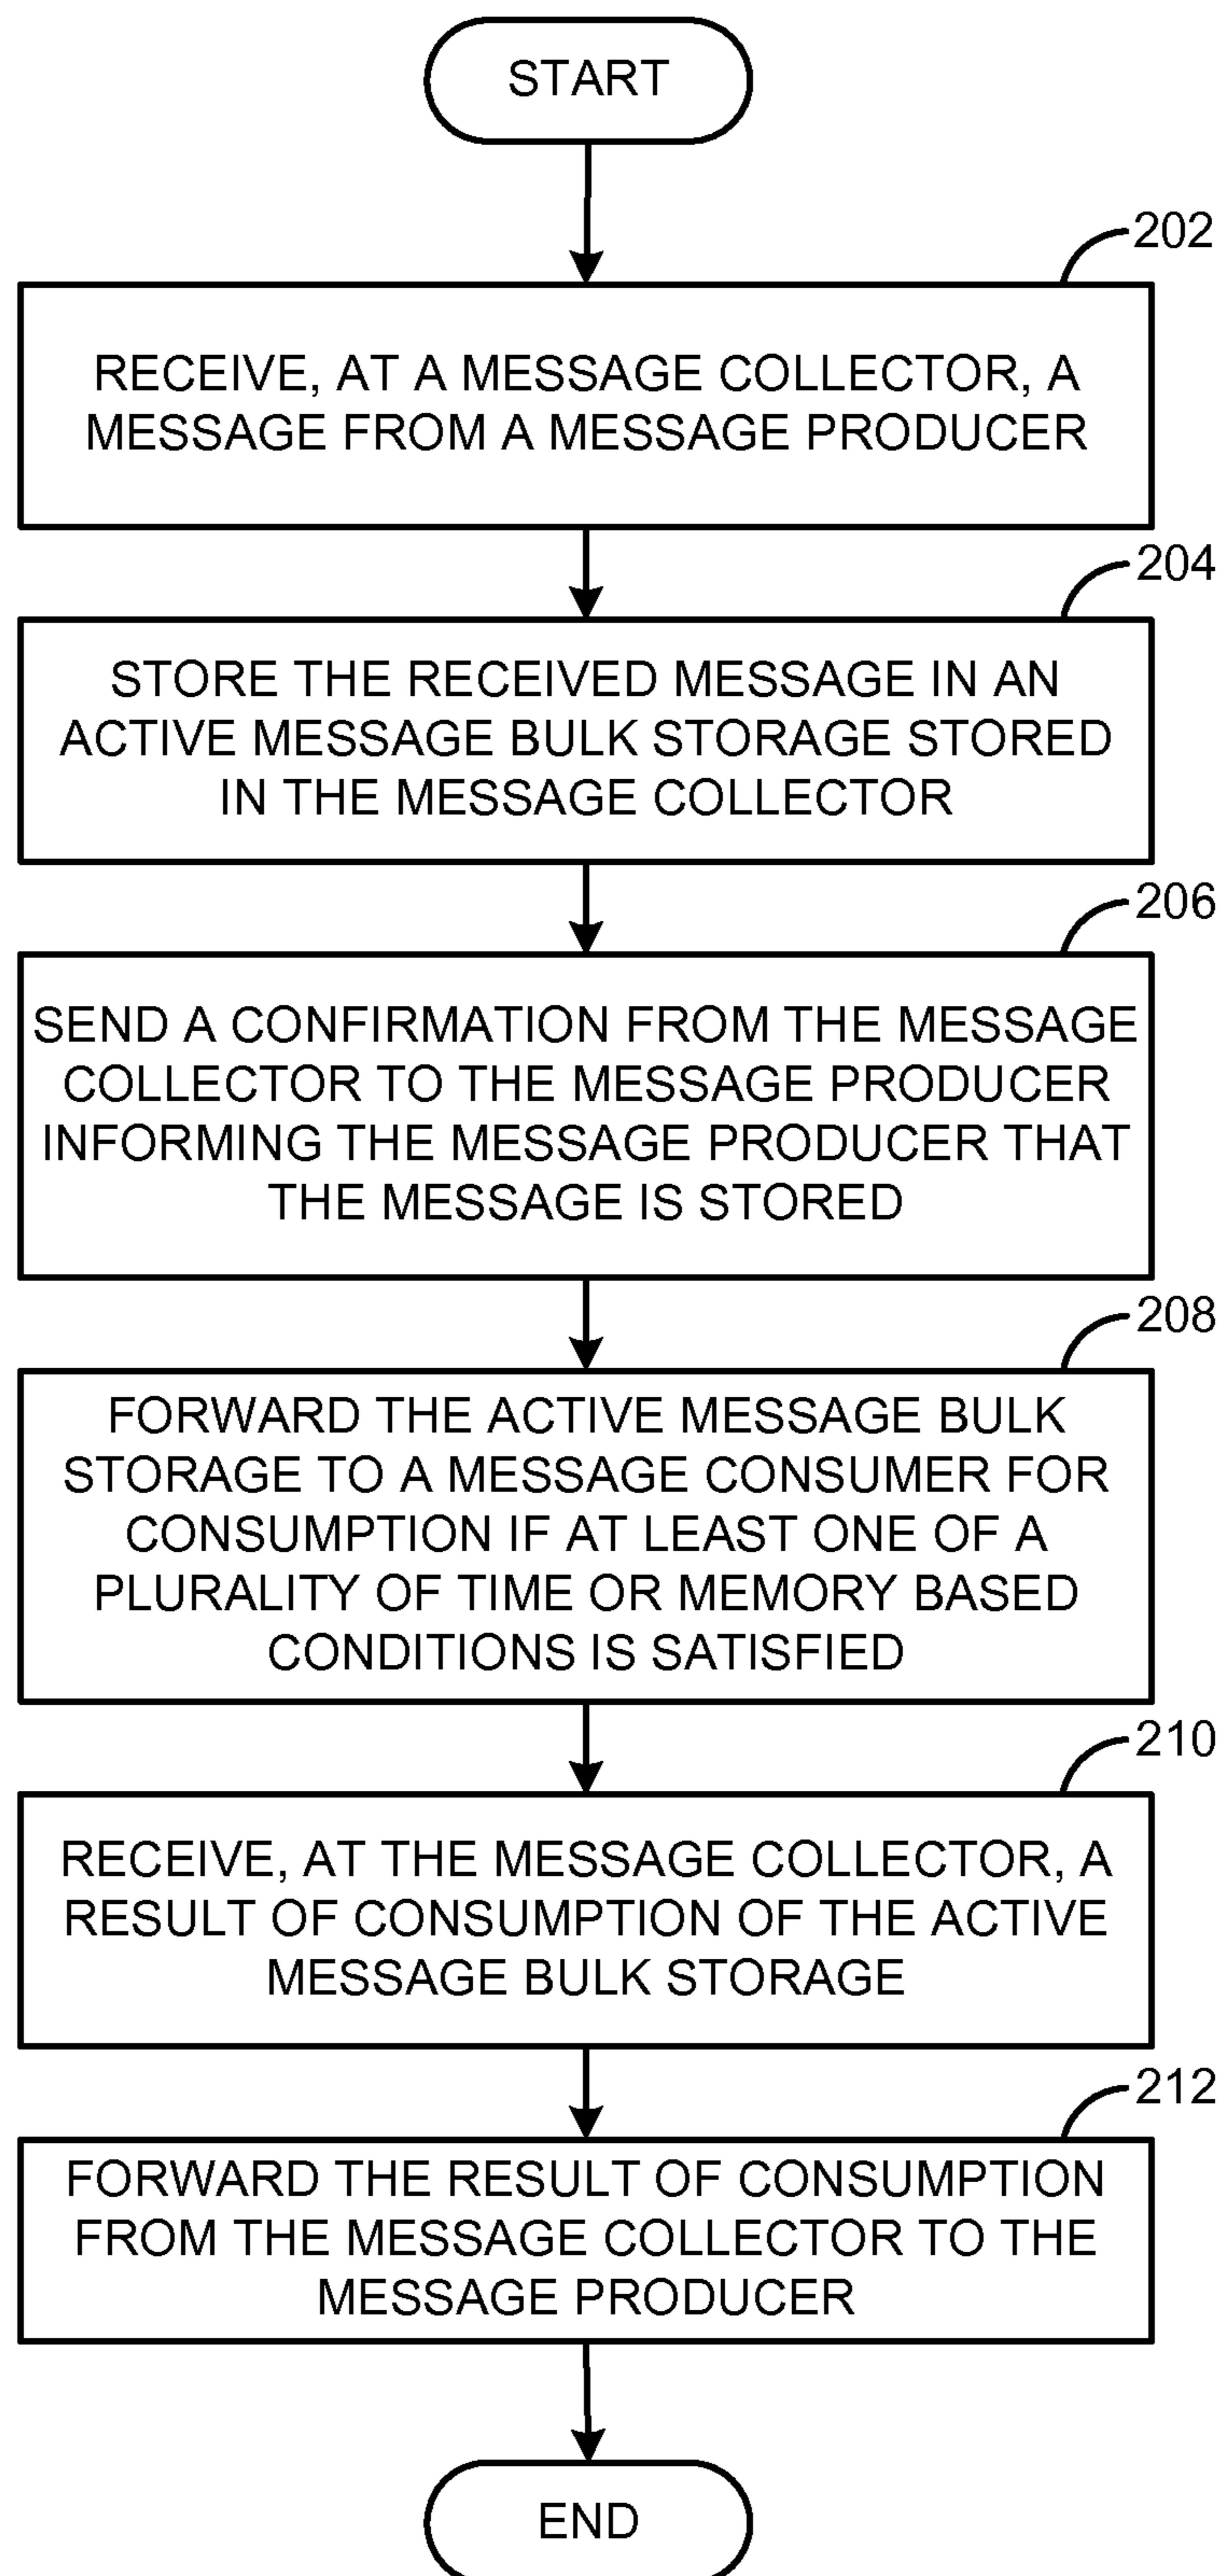 START
202
RECEIVE, AT A MESSAGE COLLECTOR, A
MESSAGE FROM A MESSAGE PRODUCER
204
STORE THE RECEIVED MESSAGE IN AN
ACTIVE MESSAGE BULK STORAGE STORED
IN THE MESSAGE COLLECTOR
206
SEND A CONFIRMATION FROM THE MESSAGE
COLLECTOR TO THE MESSAGE PRODUCER
INFORMING THE MESSAGE PRODUCER THAT
THE MESSAGE IS STORED
208
FORWARD THE ACTIVE MESSAGE BULK
STORAGE TO A MESSAGE CONSUMER FOR
CONSUMPTION IF AT LEAST ONE OF A
PLURALITY OF TIME OR MEMORY BASED
CONDITIONS IS SATISFIED
210
RECEIVE, AT THE MESSAGE COLLECTOR, A
RESULT OF CONSUMPTION OF THE ACTIVE
MESSAGE BULK STORAGE
212
FORWARD THE RESULT OF CONSUMPTION
FROM THE MESSAGE COLLECTOR TO THE
MESSAGE PRODUCER
END